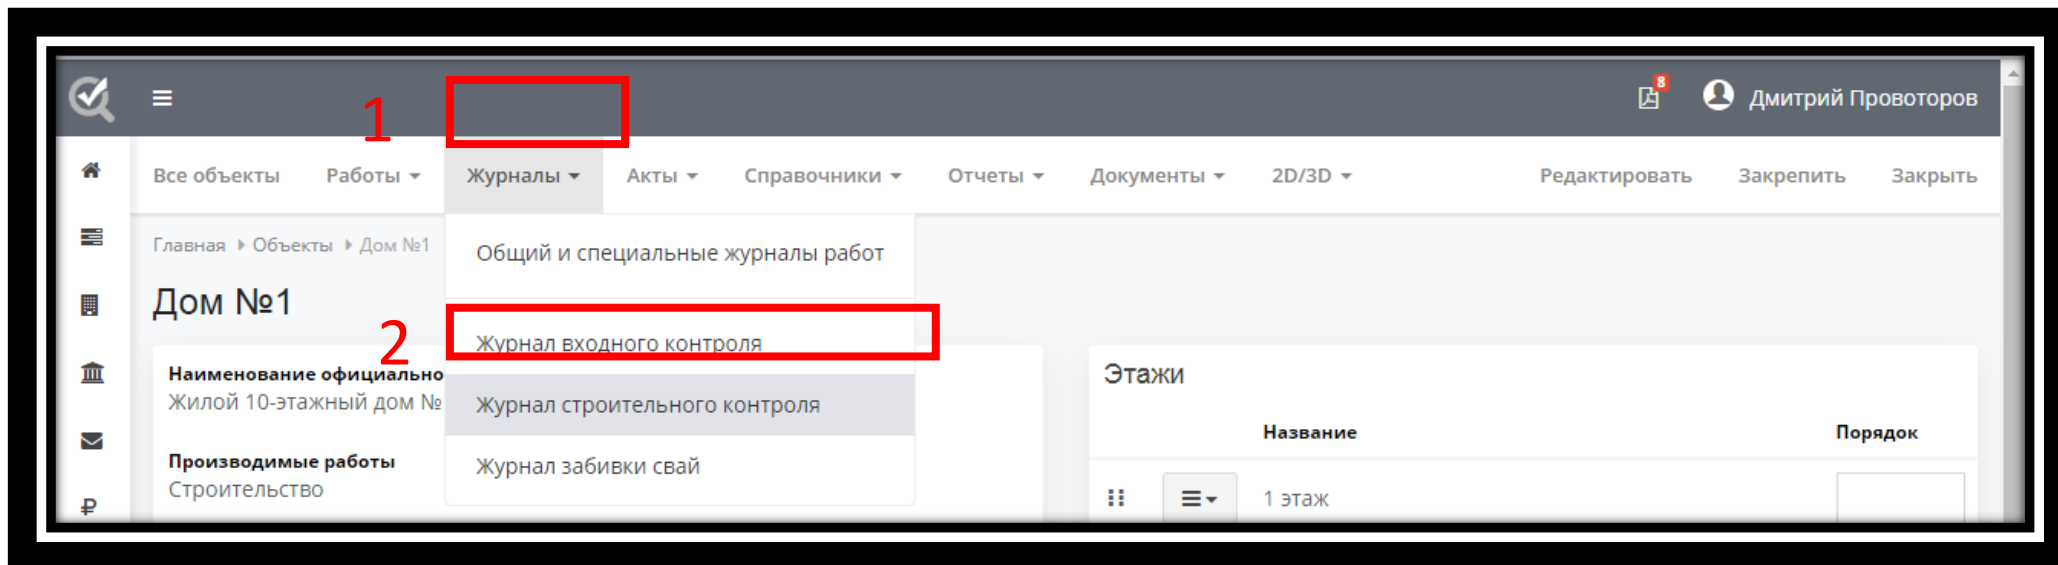 8
Дмитрий Провоторов
1
Все объекты Работы Журналы Акты Справочники Отчеты Документы 2D/3D Редактировать Закрепить Закрыть
Главная Объекты Дом №1
Дом №1
Общий и специальные журналы работ
2
Журнал входного контроля
Журнал строительного контроля
Журнал забивки свай
Наименование официально
Жилой 10-этажный дом №
Производимые работы
Строительство
Этажи
Название Порядок
1 этаж